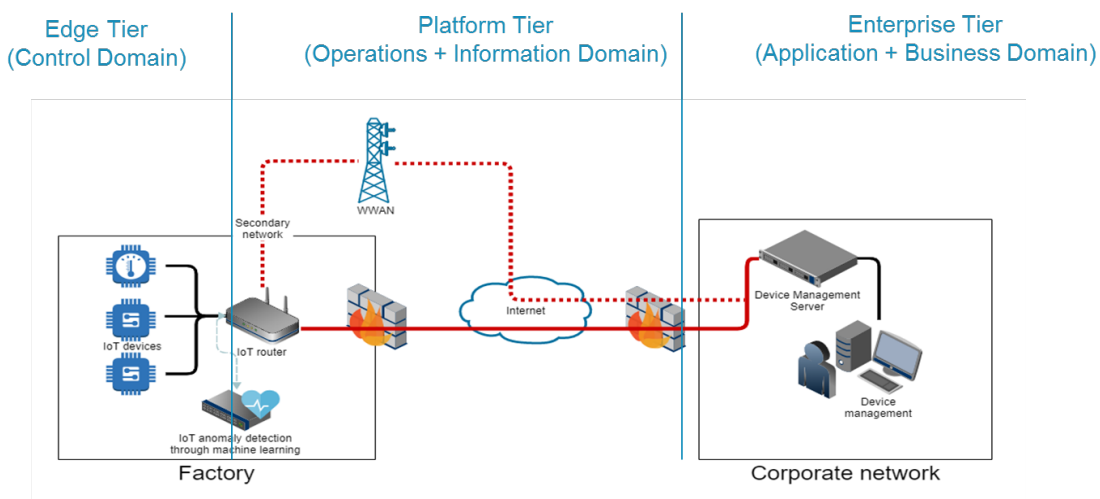 Edge Tier
(Control Domain)
Platform Tier
(Operations + Information Domain)
Enterprise Tier
(Application + Business Domain)
WWAN
Secondary
network
Internet
Device Management
Server
IoT devices
IoT router
Device
management
IoT anomaly detection
through machine learning
Factory
Corporate network